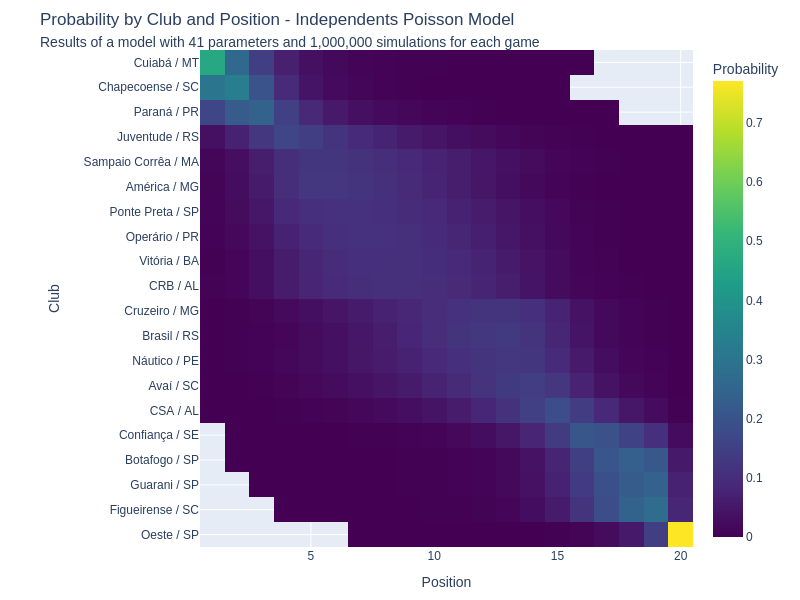 Probability by Club and Position - Independents Poisson Model
Results of a model with 41 parameters and 1,000,000 simulations for each game
Probability
0.7
0.6
0.5
0.4
0.3
0.2
0.1
0
Club
Cuiabá / MT
Chapecoense / SC
Paraná / PR
Juventude / RS
Sampaio Corrêa / MA
América / MG
Ponte Preta / SP
Operário / PR
Vitória / BA
CRB / AL
Cruzeiro / MG
Brasil / RS
Náutico / PE
Avaí / SC
CSA / AL
Confiança / SE
Botafogo / SP
Guarani / SP
Figueirense / SC
Oeste / SP
5 10 15 20
Position